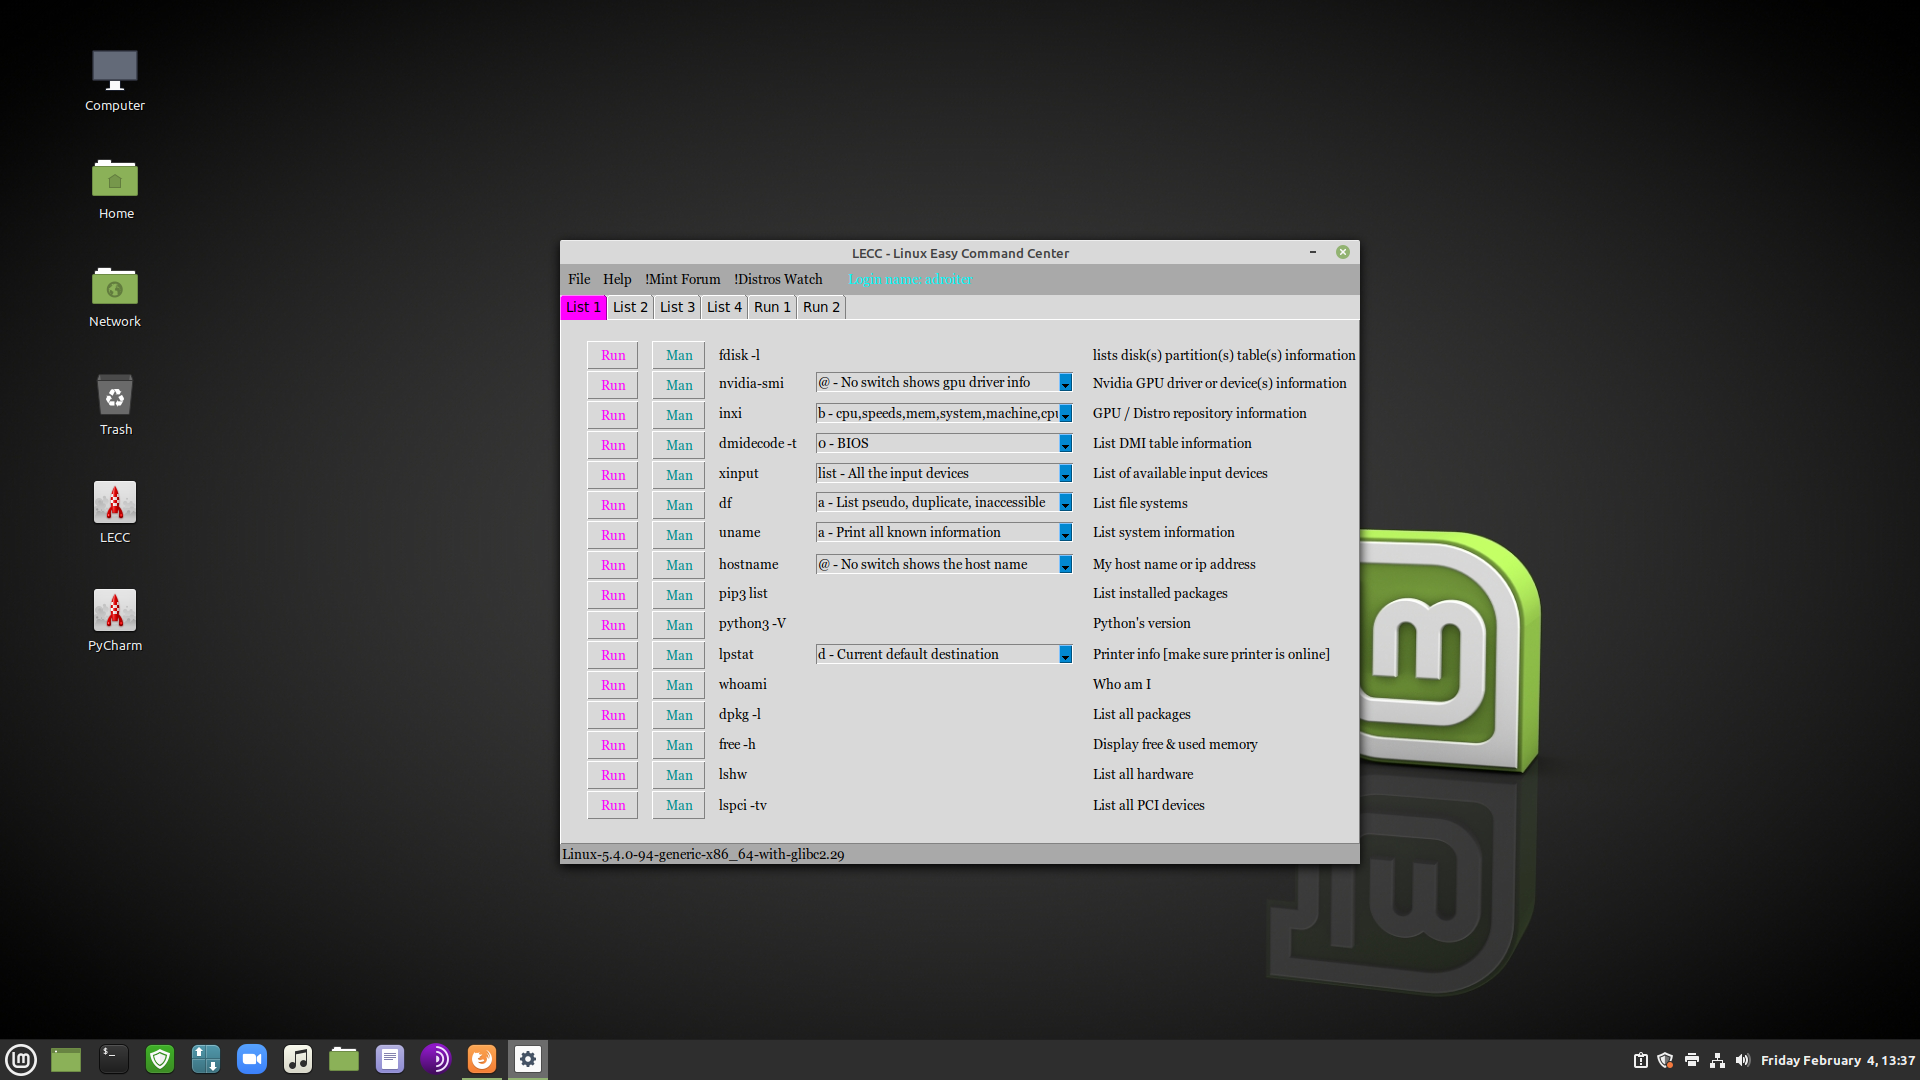 Computer
Home
Network
Trash
LECC
PyCharm
LECC - Linux Easy Command Center
File Help !Mint Forum !Distros Watch Login name: adroiter
List 1 List 2 List 3 List 4 Run 1 Run 2
Run Man fdisk -l lists disk(s) partition(s) table(s) information
Run Man nvidia-smi @ - No switch shows gpu driver info Nvidia GPU driver or device(s) information
Run Man inxi b - cpu,speeds,mem,system,machine,cpu GPU / Distro repository information
Run Man dmidecode -t 0 - BIOS List DMI table information
Run Man xinput list - All the input devices List of available input devices
Run Man df a - List pseudo, duplicate, inaccessible List file systems
Run Man uname a - Print all known information List system information
Run Man hostname @ - No switch shows the host name My host name or ip address
Run Man pip3 list List installed packages
Run Man python3 -V Python's version
Run Man lpstat d - Current default destination Printer info [make sure printer is online]
Run Man whoami Who am I
Run Man dpkg -l List all packages
Run Man free -h Display free & used memory
Run Man lshw List all hardware
Run Man lspci -tv List all PCI devices
Linux-5.4.0-94-generic-x86_64-with-glibc2.29
Friday February 4, 13:37